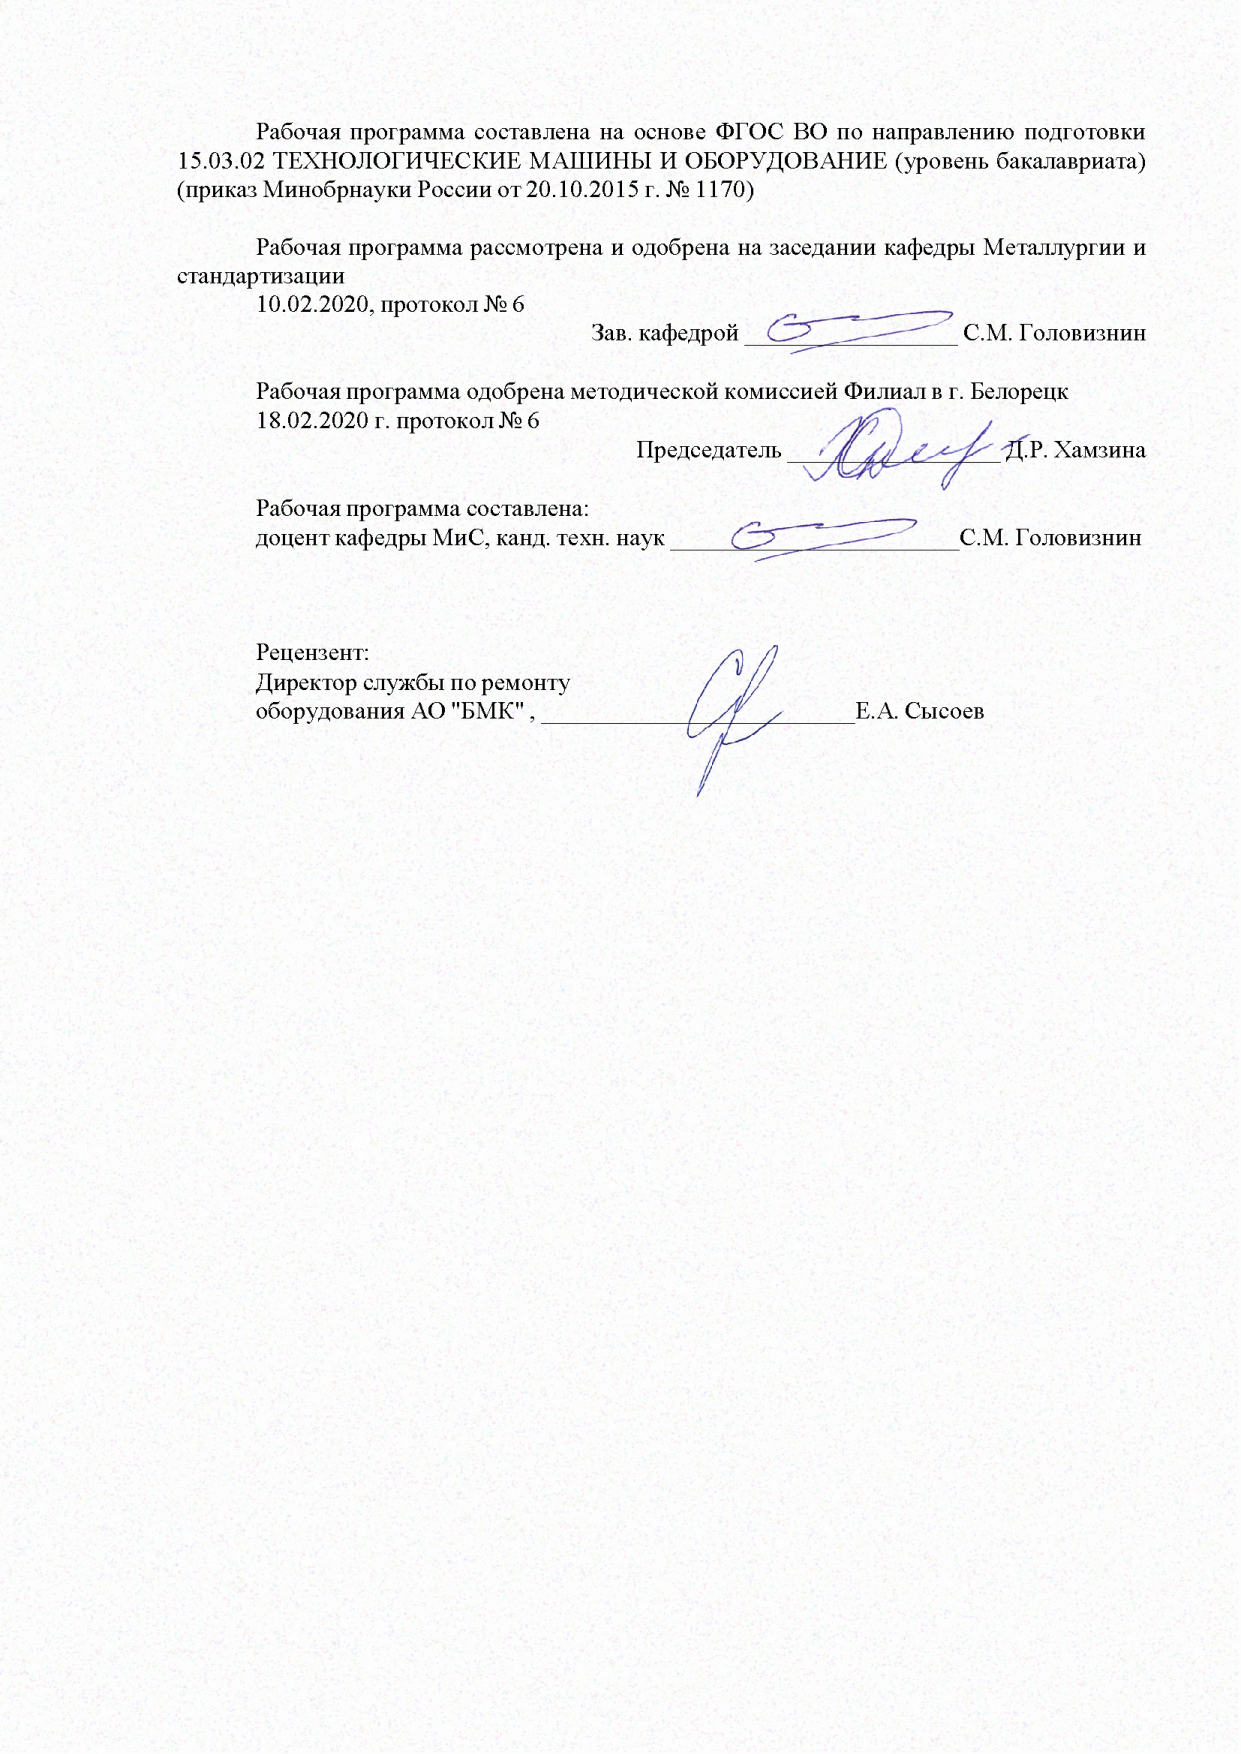 Рабочая программа составлена на основе ФГОС ВО по направлению подготовки
15.03.02 ТЕХНОЛОГИЧЕСКИЕ МАШИНЫ И ОБОРУДОВАНИЕ (уровень бакалавриата)
(приказ Минобрнауки России от 20.10.2015 г. № 1170)
Рабочая программа рассмотрена и одобрена на заседании кафедры Металлургии и
стандартизации
10.02.2020, протокол № 6
Зав. кафедрой _________________ С.М. Головизнин
Рабочая программа одобрена методической комиссией Филиал в г. Белорецк
18.02.2020 г. протокол № 6
Председатель _________________ Д.Р. Хамзина
Рабочая программа составлена:
доцент кафедры МиС, канд. техн. наук _______________________С.М. Головизнин
Рецензент:
Директор службы по ремонту
оборудования АО "БМК" , _________________________Е.А. Сысоев